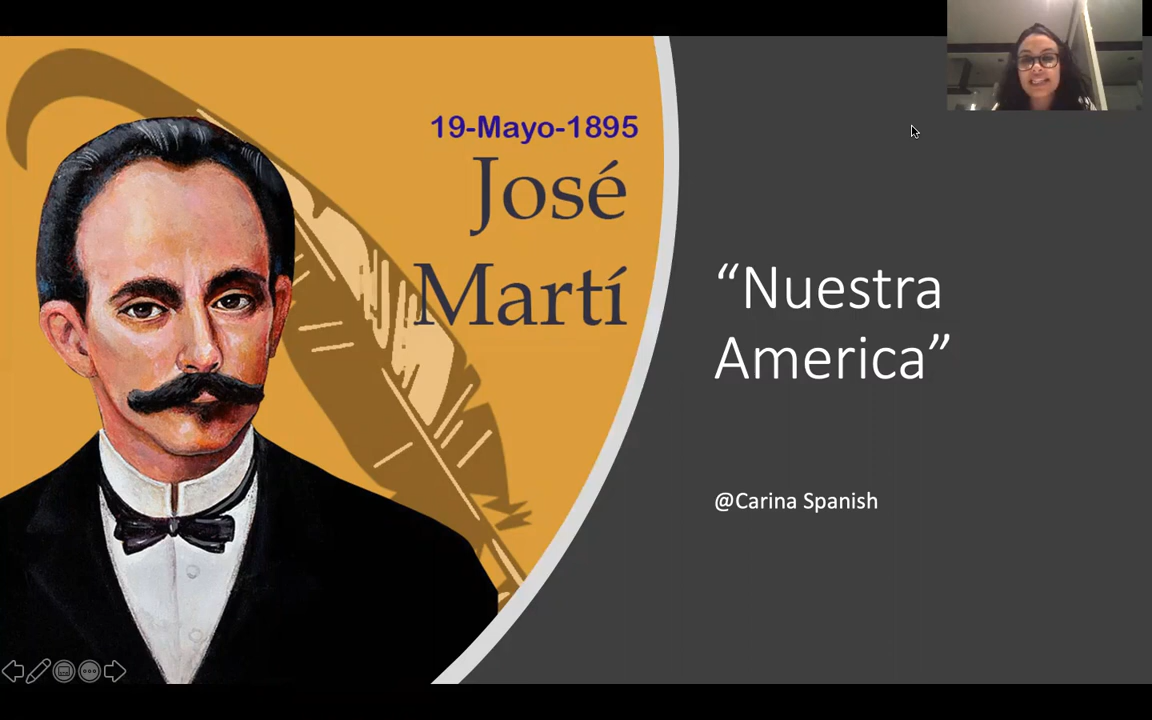 19-Mayo-1895
José
Martí
“Nuestra
America”
@Carina Spanish